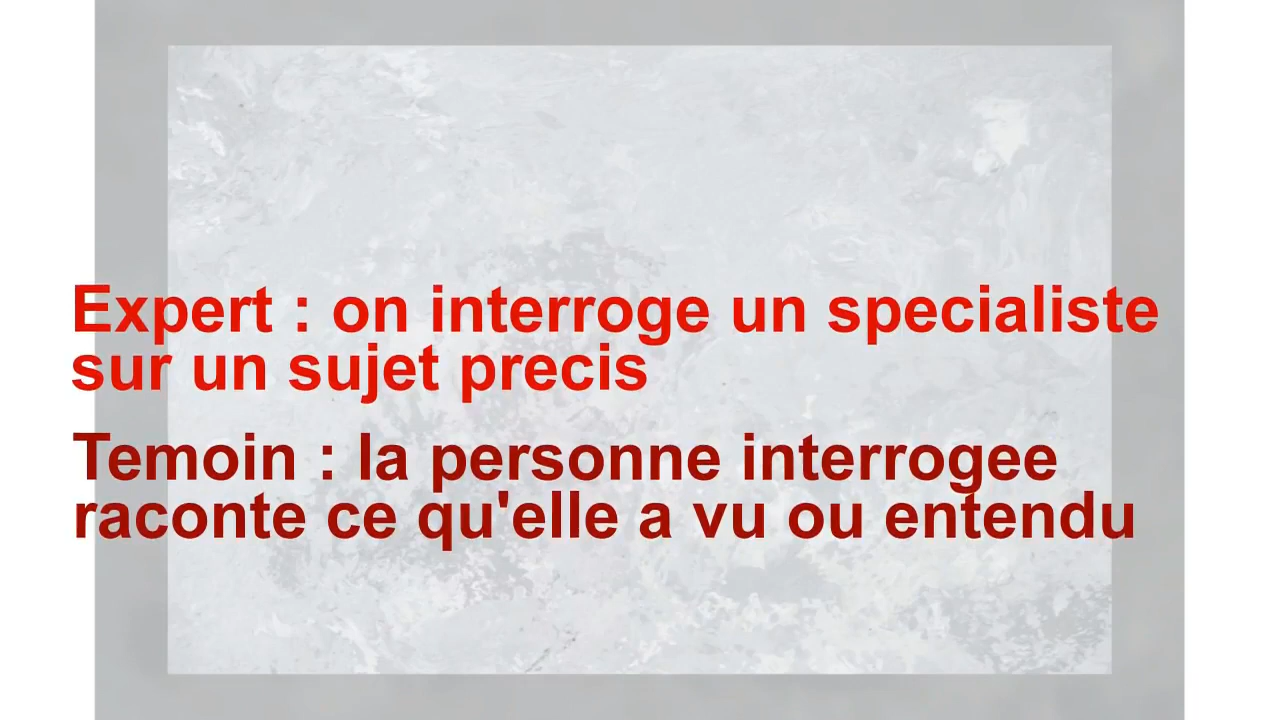 Expert : on interroge un specialiste
sur un sujet precis
Temoin : la personne interrogee
raconte ce qu'elle a vu ou entendu